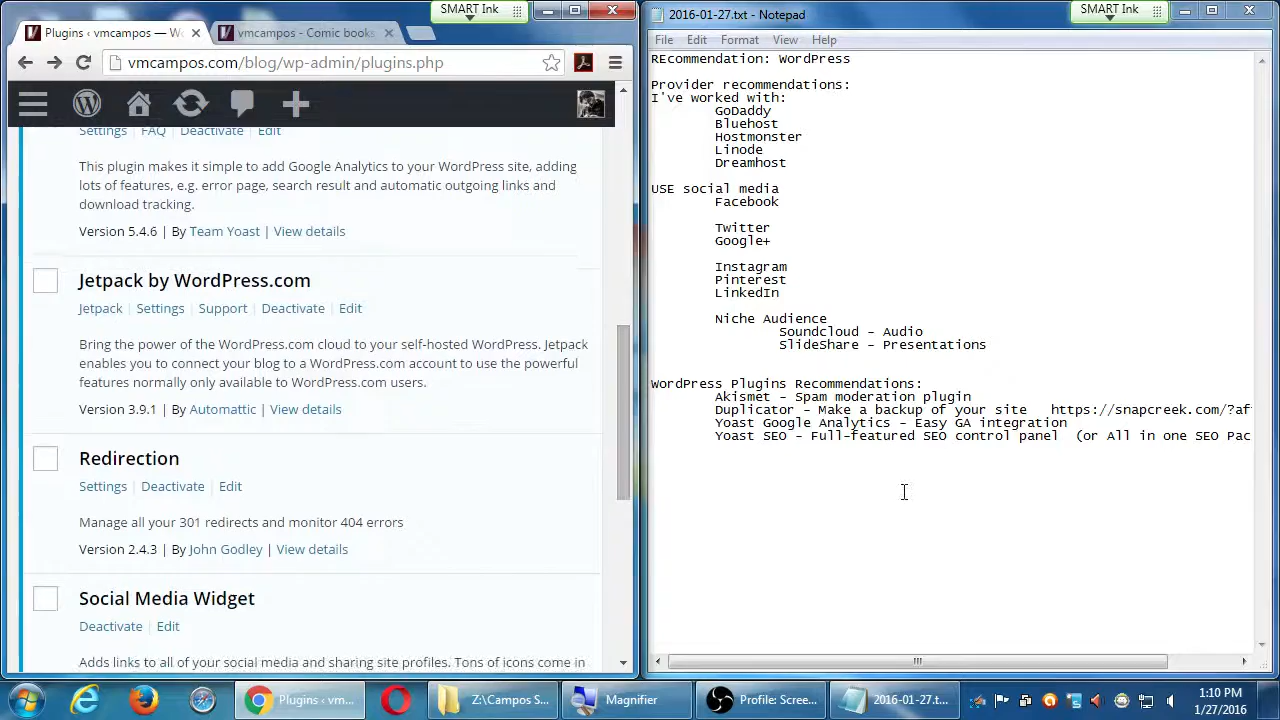 SMART Ink
Plugins ‹ vmcampos — Wo
vmcampos - Comic books
vmcampos.com/blog/wp-admin/plugins.php
Settings | FAQ | Deactivate | Edit
This plugin makes it simple to add Google Analytics to your WordPress site, adding
lots of features, e.g. error page, search result and automatic outgoing links and
download tracking.
Version 5.4.6 | By Team Yoast | View details
Jetpack by WordPress.com
Jetpack | Settings | Support | Deactivate | Edit
Bring the power of the WordPress.com cloud to your self-hosted WordPress. Jetpack
enables you to connect your blog to a WordPress.com account to use the powerful
features normally only available to WordPress.com users.
Version 3.9.1 | By Automattic | View details
Redirection
Settings | Deactivate | Edit
Manage all your 301 redirects and monitor 404 errors
Version 2.4.3 | By John Godley | View details
Social Media Widget
Deactivate | Edit
Adds links to all of your social media and sharing site profiles. Tons of icons come in
SMART Ink
2016-01-27.txt - Notepad
File Edit Format View Help
REcommendation: WordPress
Provider recommendations:
I've worked with:
GoDaddy
Bluehost
Hostmonster
Linode
Dreamhost
USE social media
Facebook
Twitter
Google+
Instagram
Pinterest
LinkedIn
Niche Audience
Soundcloud - Audio
SlideShare - Presentations
WordPress Plugins Recommendations:
Akismet - Spam moderation plugin
Duplicator - Make a backup of your site https://snapcreek.com/?af
Yoast Google Analytics - Easy GA integration
Yoast SEO - Full-featured SEO control panel (or All in one SEO Pac
Plugins ‹ vm...
Z:\Campos S...
Magnifier
Profile: Scree...
2016-01-27.t...
1:10 PM
1/27/2016